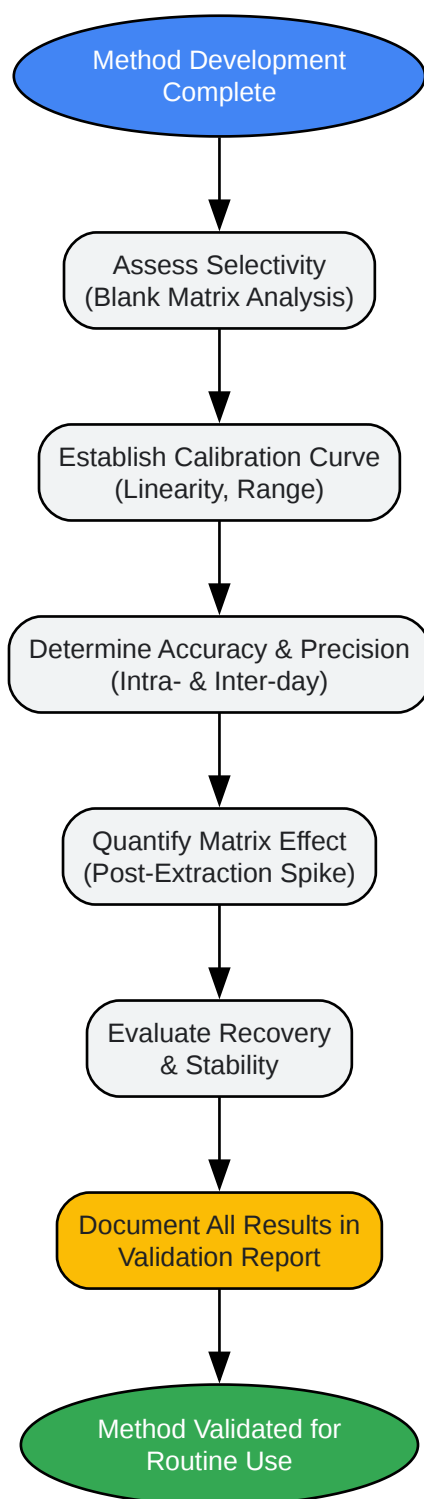 Method Development
Complete
Assess Selectivity
(Blank Matrix Analysis)
Establish Calibration Curve
(Linearity, Range)
Determine Accuracy & Precision
(Intra- & Inter-day)
Quantify Matrix Effect
(Post-Extraction Spike)
Evaluate Recovery
& Stability
Document All Results in
Validation Report
Method Validated for
Routine Use